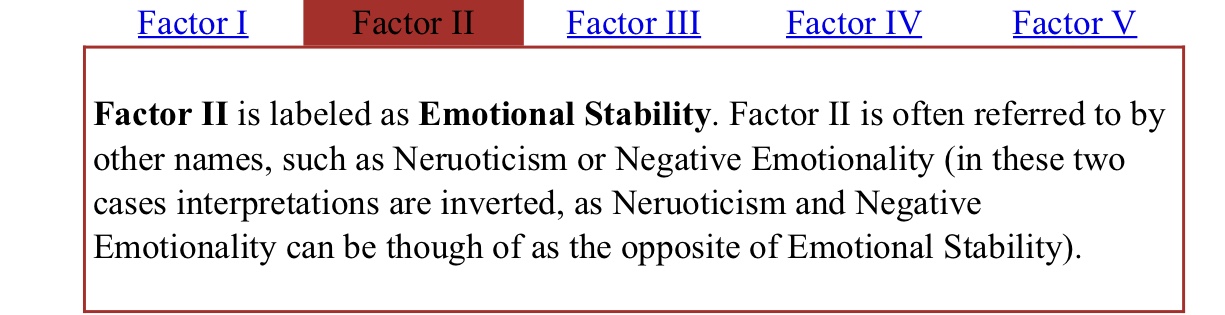 Factor I Factor II Factor III Factor IV Factor V
Factor II is labeled as Emotional Stability. Factor II is often referred to by
other names, such as Neruoticism or Negative Emotionality (in these two
cases interpretations are inverted, as Neruoticism and Negative
Emotionality can be though of as the opposite of Emotional Stability).